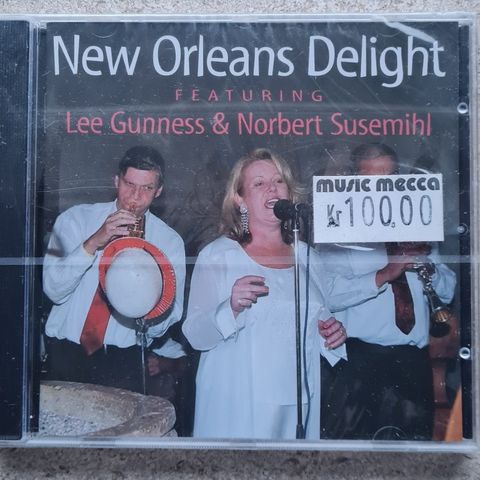 New Orleans Delight
FEATURING
Lee Gunness & Norbert Susemihl
music mecca
Kr 100,00